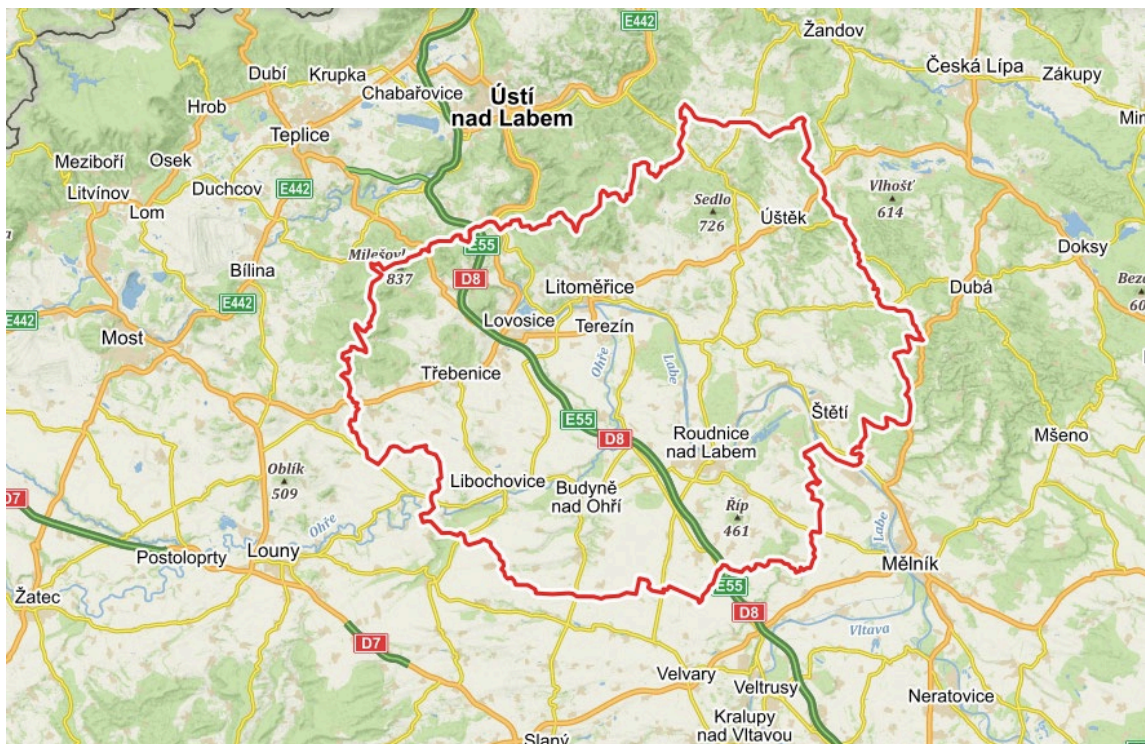 E442
Žandov
Česká Lípa
Zákupy
Dubí
Krupka
Chabařovice
Hrob
Ústí
nad Labem
Teplice
Meziboří
Osek
Litvínov
Duchcov
E442
Lom
Vlhošť
614
Sedlo
726
Úštěk
Doksy
E55
837
Bílina
D8
Litoměřice
Dubá
E442
E442
Most
Lovosice
Terezín
Ohře
Labe
Třebenice
Štětí
E55
D8
Roudnice
nad Labem
Mšeno
Oblík
509
Libochovice
Budyně
nad Ohří
Říp
461
D7
Ohře
Labe
Postoloprty
Louny
Mělník
Žatec
E55
D8
Vltava
D7
Velvary
Veltrusy
Neratovice
Kralupy
nad Vltavou
Slaný